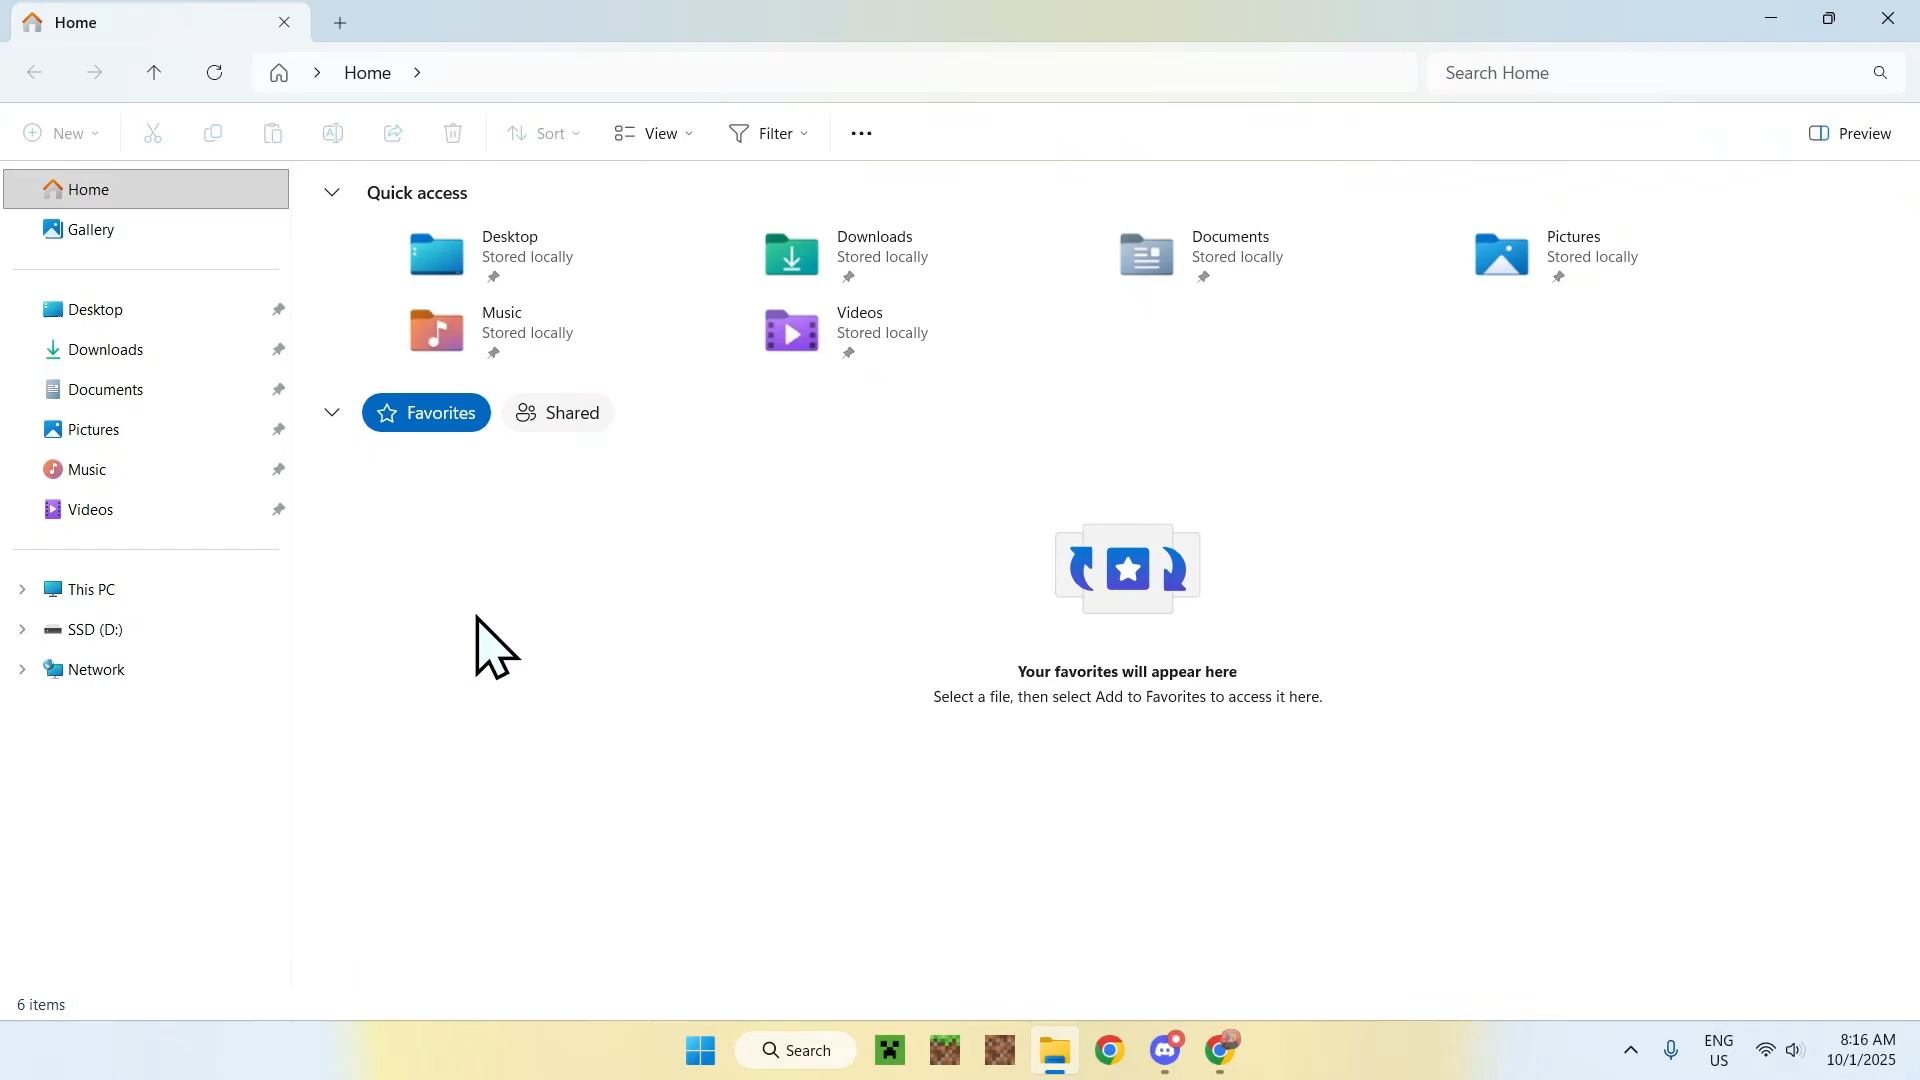 Home
Home
Search Home
New
Sort
View
Filter
Preview
Home
Gallery
Desktop
Downloads
Documents
Pictures
Music
Videos
This PC
SSD (D:)
Network
Quick access
Desktop
Stored locally
Downloads
Stored locally
Documents
Stored locally
Pictures
Stored locally
Music
Stored locally
Videos
Stored locally
Favorites
Shared
Your favorites will appear here
Select a file, then select Add to Favorites to access it here.
6 items
Search
ENG
US
8:16 AM
10/1/2025